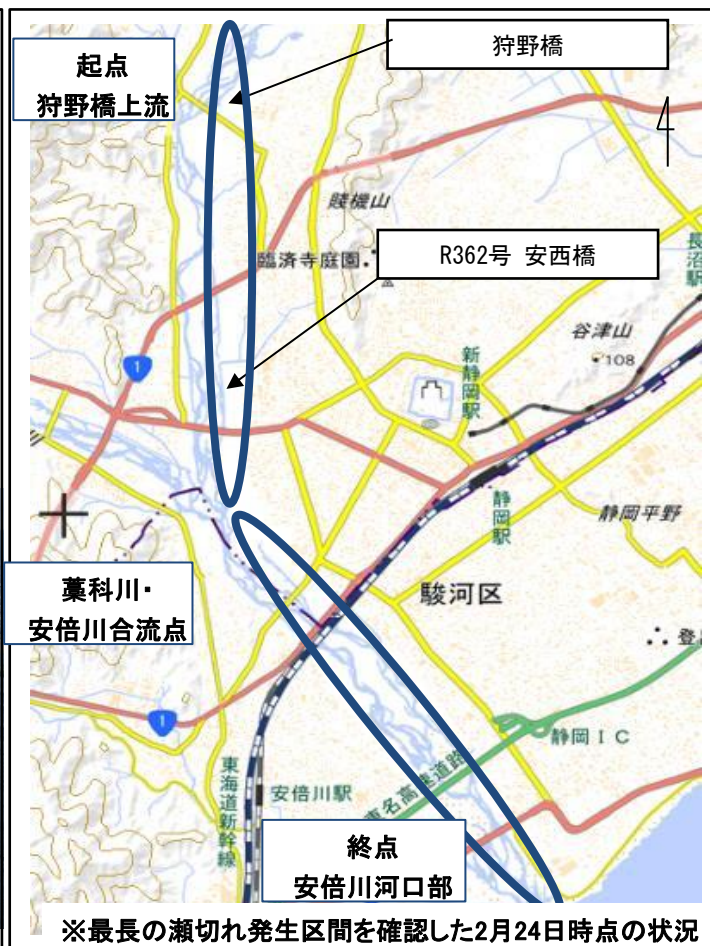 起点
狩野橋上流
狩野橋
賤機山
臨済寺庭園
R362号 安西橋
長沼駅
谷津山
108
新静岡駅
1
静岡駅
静岡平野
藁科川・
安倍川合流点
駿河区
登
1
静岡IC
東名高速道路
東海道新幹線
安倍川駅
終点
安倍川河口部
※最長の瀬切れ発生区間を確認した2月24日時点の状況